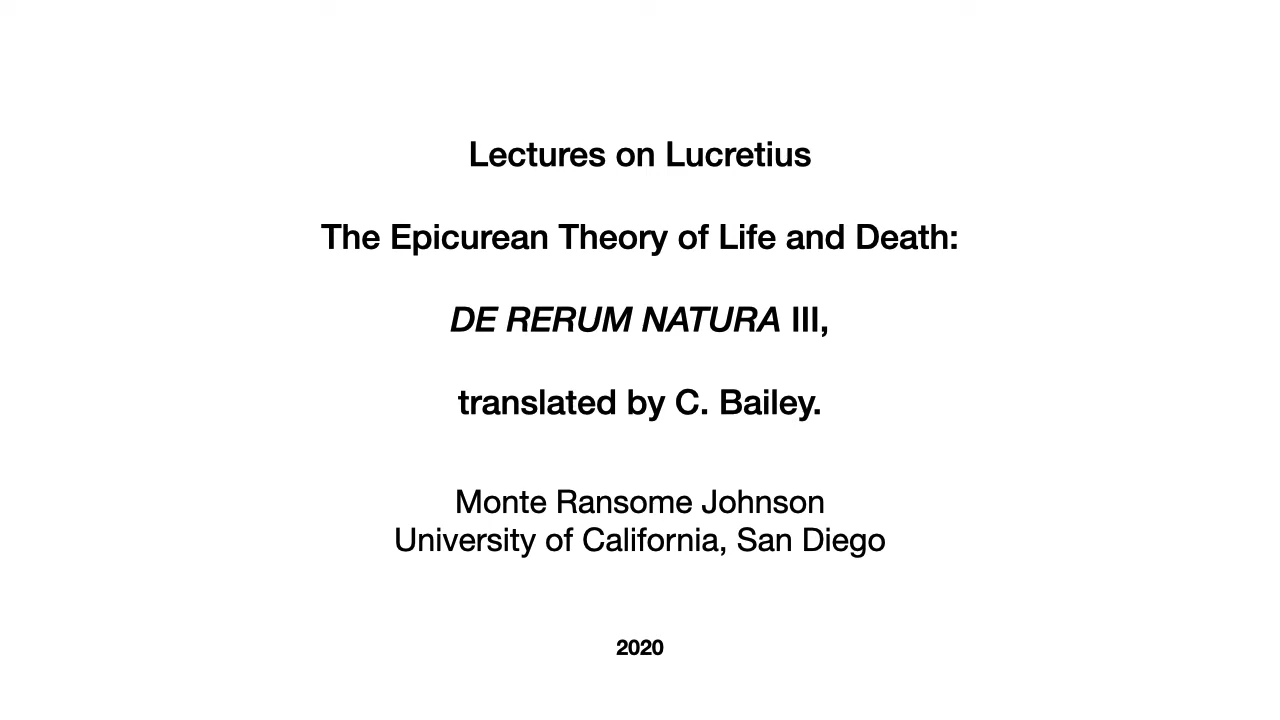 Lectures on Lucretius
The Epicurean Theory of Life and Death:
DE RERUM NATURA III,
translated by C. Bailey.
Monte Ransome Johnson
University of California, San Diego
2020